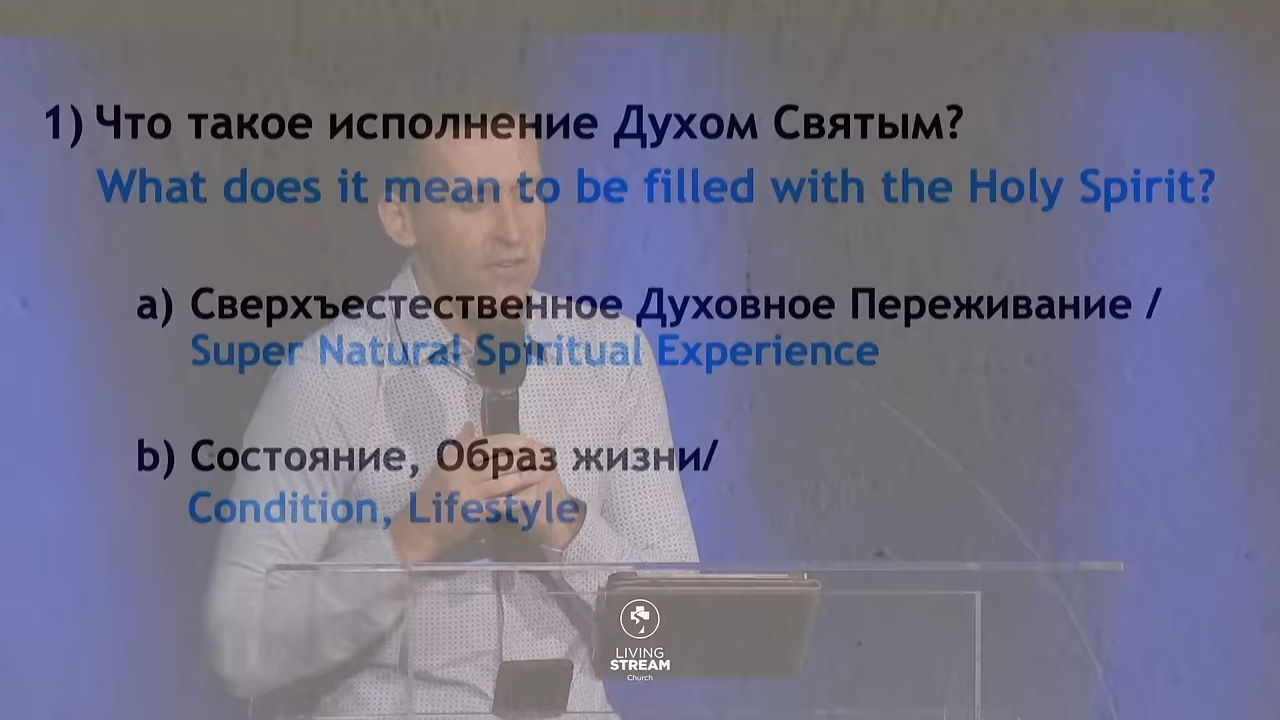 1) Что такое исполнение Духом Святым?
What does it mean to be filled with the Holy Spirit?
a) Сверхъестественное Духовное Переживание /
Super Natural Spiritual Experience
b) Состояние, Образ жизни/
Condition, Lifestyle
LIVING
STREAM
Church